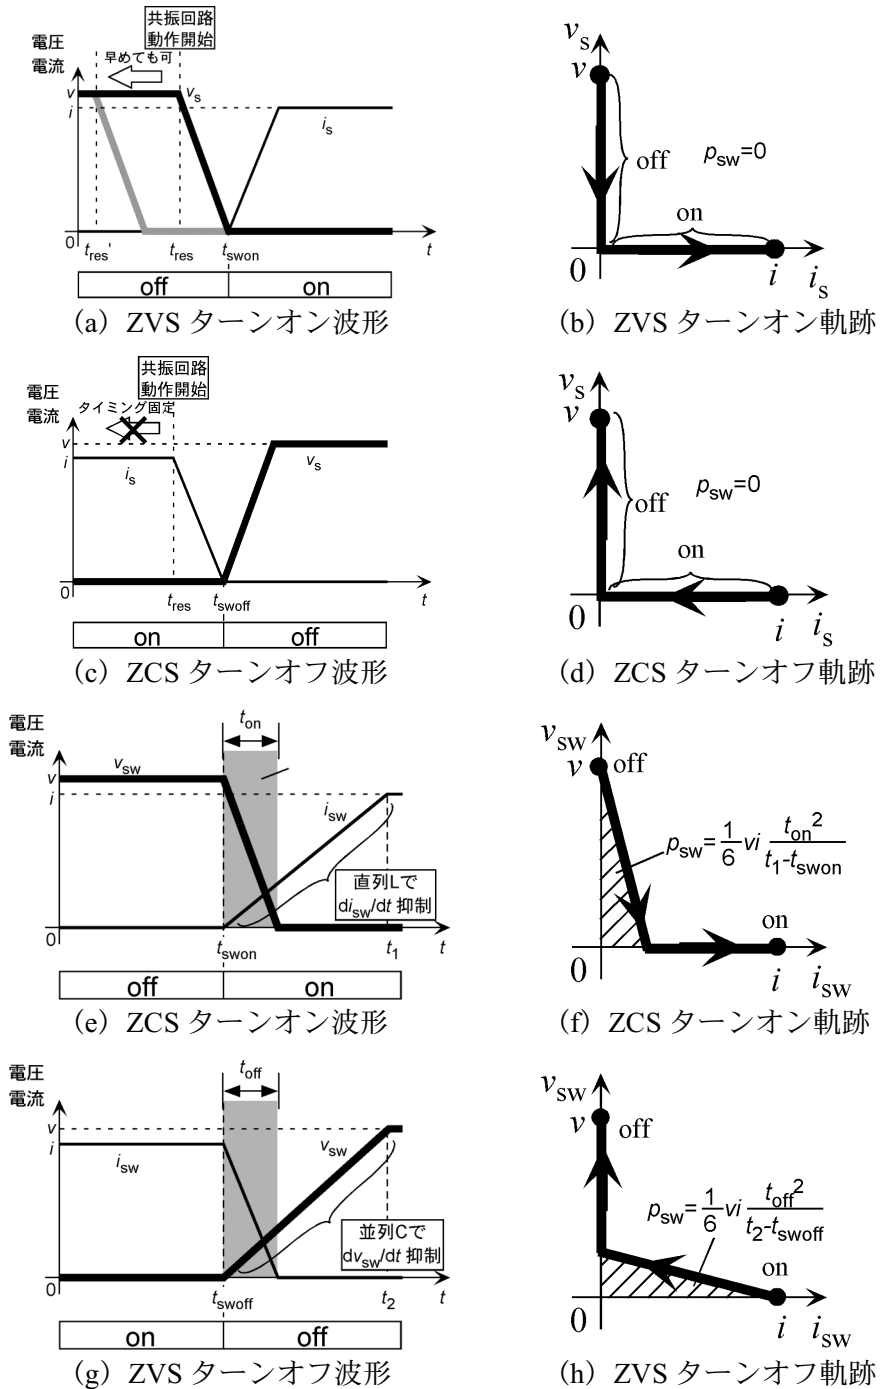 共振回路
動作開始
電圧
電流
早めても可
v
i
v_s
i_s
0
t_res'
t_res
t_swon
t
off
on
(a) ZVS ターンオン波形
v_s
v
off
p_sw=0
on
0
i
i_s
(b) ZVS ターンオン軌跡
共振回路
動作開始
電圧
電流
タイミング固定
v
i
i_s
v_s
0
t_res
t_swoff
t
on
off
(c) ZCS ターンオフ波形
v_s
v
off
p_sw=0
on
0
i
i_s
(d) ZCS ターンオフ軌跡
電圧
電流
t_on
v_sw
v
i
i_sw
直列Lで
di_sw/dt 抑制
0
t_swon
t_1
t
off
on
(e) ZCS ターンオン波形
v_sw
v
off
p_sw=1/6 vi t_on^2/(t_1-t_swon)
on
0
i
i_sw
(f) ZCS ターンオン軌跡
電圧
電流
t_off
v
i
i_sw
v_sw
並列Cで
dv_sw/dt 抑制
0
t_swoff
t_2
t
on
off
(g) ZVS ターンオフ波形
v_sw
v
off
p_sw=1/6 vi t_off^2/(t_2-t_swoff)
on
0
i
i_sw
(h) ZVS ターンオフ軌跡